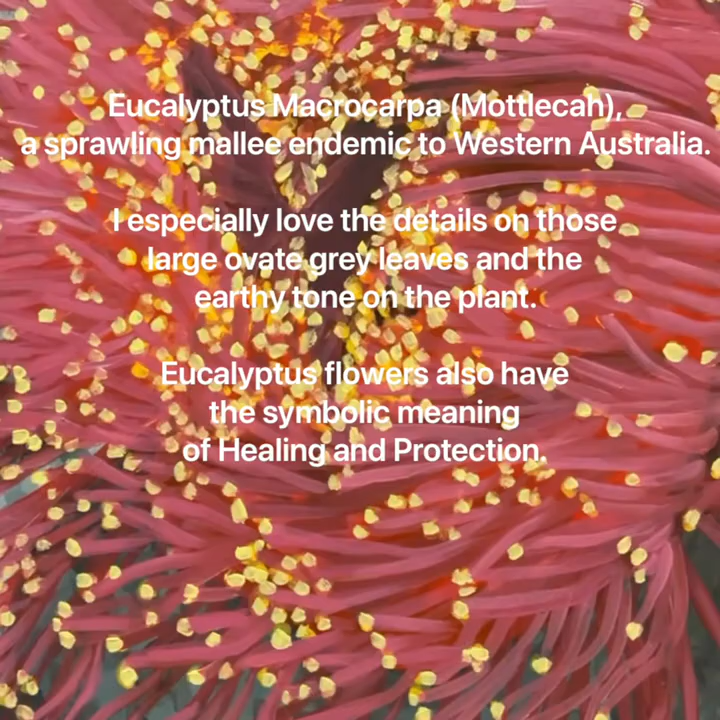 Eucalyptus Macrocarpa (Mottlecah),
a sprawling mallee endemic to Western Australia.
I especially love the details on those
large ovate grey leaves and the
earthy tone on the plant.
Eucalyptus flowers also have
the symbolic meaning
of Healing and Protection.